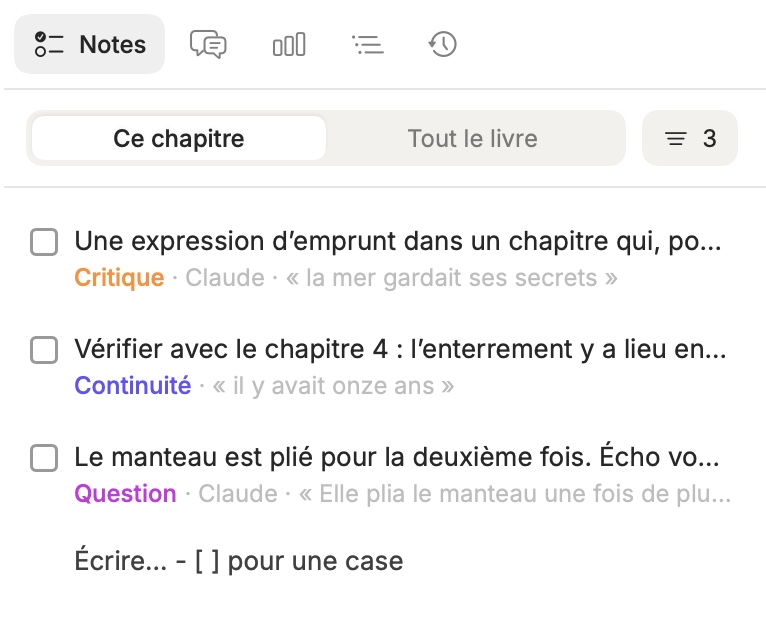 Notes
Ce chapitre
Tout le livre
3
Une expression d’emprunt dans un chapitre qui, po...
Critique · Claude · « la mer gardait ses secrets »
Vérifier avec le chapitre 4 : l’enterrement y a lieu en...
Continuité · « il y avait onze ans »
Le manteau est plié pour la deuxième fois. Écho vo...
Question · Claude · « Elle plia le manteau une fois de plu...
Écrire... - [ ] pour une case